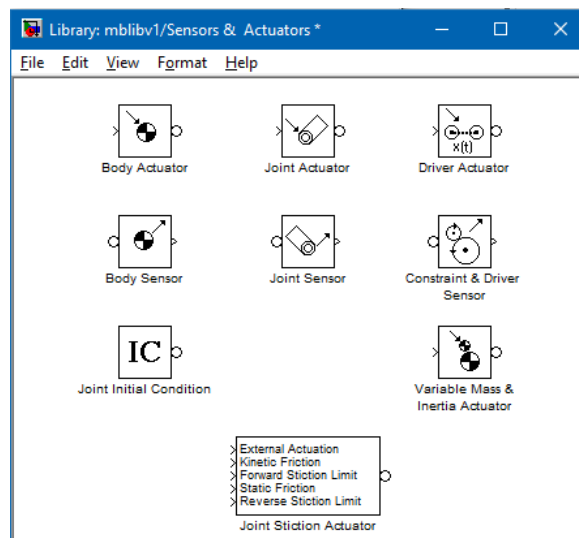 Library: mblibv1/Sensors & Actuators *
File Edit View Format Help
x(t)
Body Actuator
Joint Actuator
Driver Actuator
Body Sensor
Joint Sensor
Constraint & Driver
Sensor
IC
Joint Initial Condition
Variable Mass &
Inertia Actuator
External Actuation
Kinetic Friction
Forward Stiction Limit
Static Friction
Reverse Stiction Limit
Joint Stiction Actuator